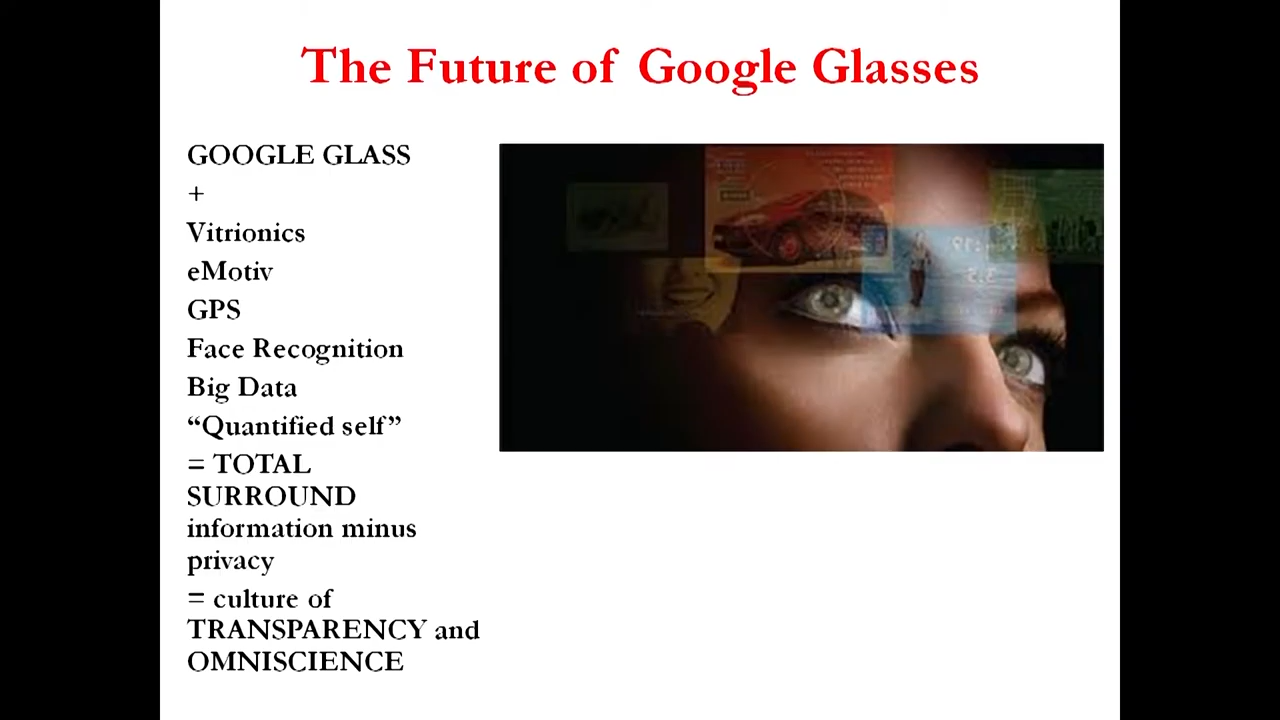 The Future of Google Glasses
GOOGLE GLASS
+
Vitrionics
eMotiv
GPS
Face Recognition
Big Data
“Quantified self”
= TOTAL
SURROUND
information minus
privacy
= culture of
TRANSPARENCY and
OMNISCIENCE